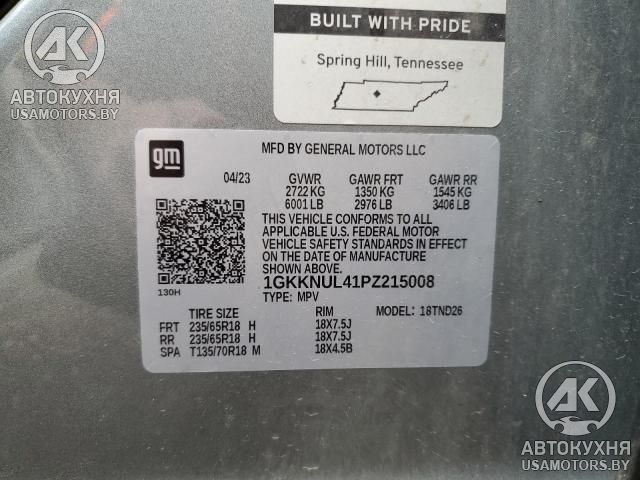 BUILT WITH PRIDE
Spring Hill, Tennessee
АК
АВТОКУХНЯ
USAMOTORS.BY
gm
MFD BY GENERAL MOTORS LLC
04/23 GVWR GAWR FRT GAWR RR
2722 KG 1350 KG 1545 KG
6001 LB 2976 LB 3406 LB
THIS VEHICLE CONFORMS TO ALL
APPLICABLE U.S. FEDERAL MOTOR
VEHICLE SAFETY STANDARDS IN EFFECT
ON THE DATE OF MANUFACTURE
SHOWN ABOVE.
1GKKNUL41PZ215008
130H
TYPE: MPV MODEL: 18TND26
TIRE SIZE RIM
FRT 235/65R18 H 18X7.5J
RR 235/65R18 H 18X7.5J
SPA T135/70R18 M 18X4.5B
АК
АВТОКУХНЯ
USAMOTORS.BY